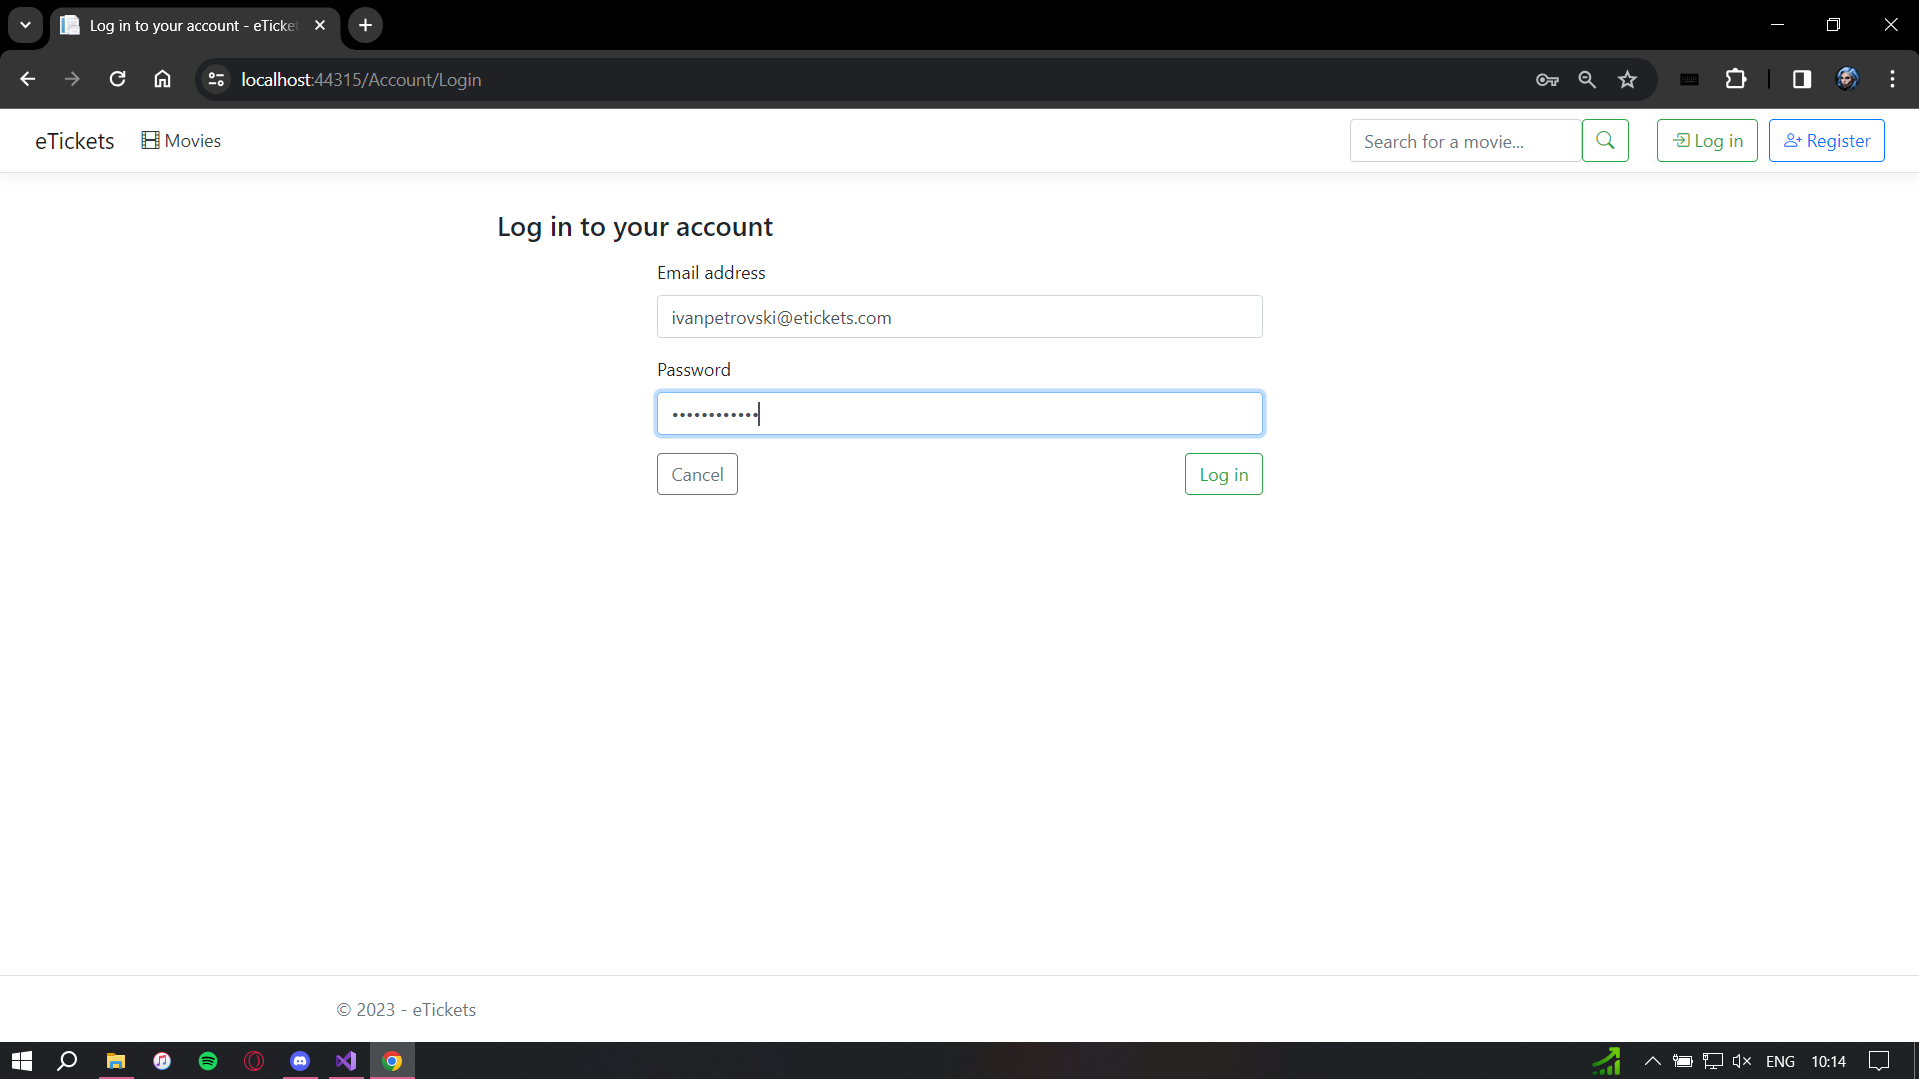 Log in to your account - eTicket
localhost:44315/Account/Login
eTickets Movies Search for a movie... Log in Register
Log in to your account
Email address
ivanpetrovski@etickets.com
Password
••••••••••••
Cancel Log in
© 2023 - eTickets
ENG 10:14